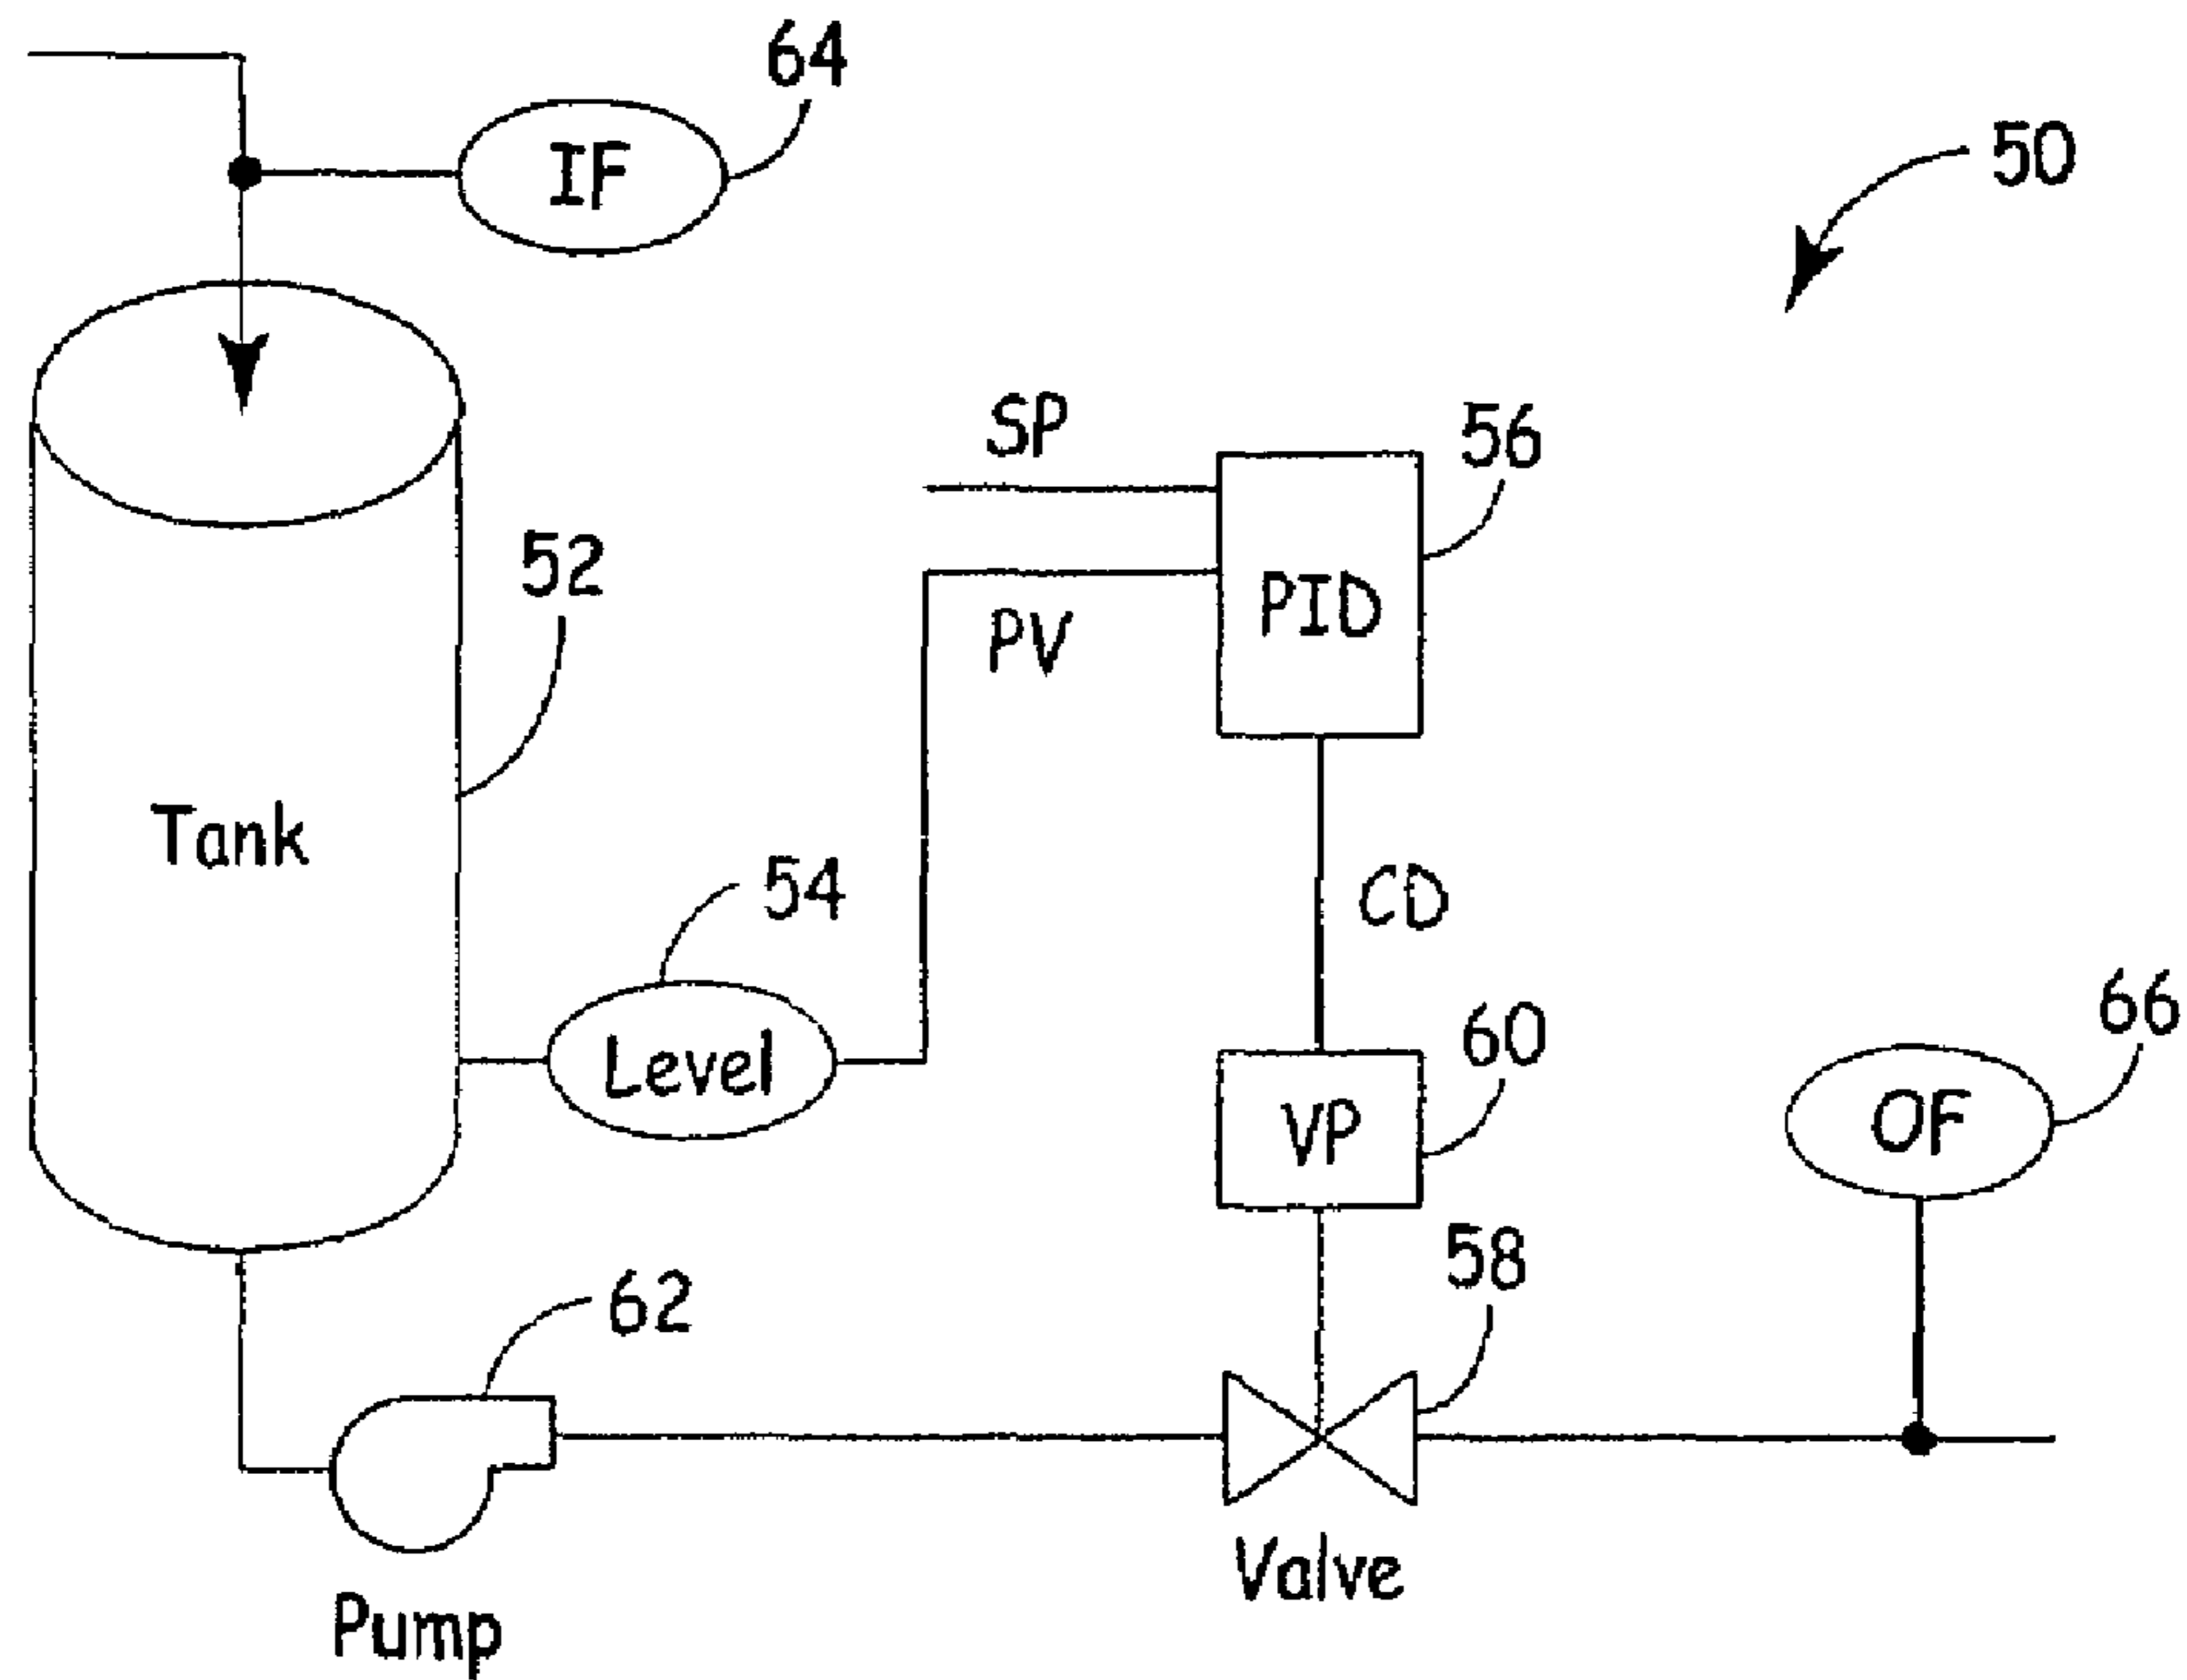 64
IF
50
SP
56
52
PID
PV
Tank
54
CD
66
Level
60
VP
OF
58
62
Valve
Pump